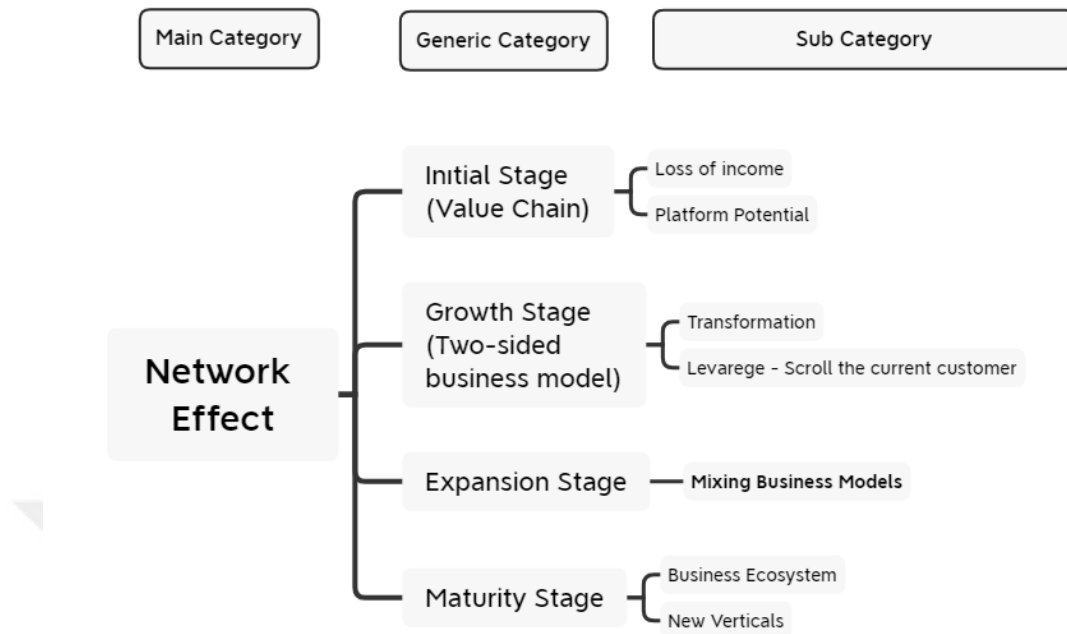 Main Category
Generic Category
Sub Category
Inıtial Stage
(Value Chain)
Loss of income
Platform Potential
Growth Stage
(Two-sided
business model)
Transformation
Levarege - Scroll the current customer
Network
Effect
Expansion Stage
Mixing Business Models
Maturity Stage
Business Ecosystem
New Verticals